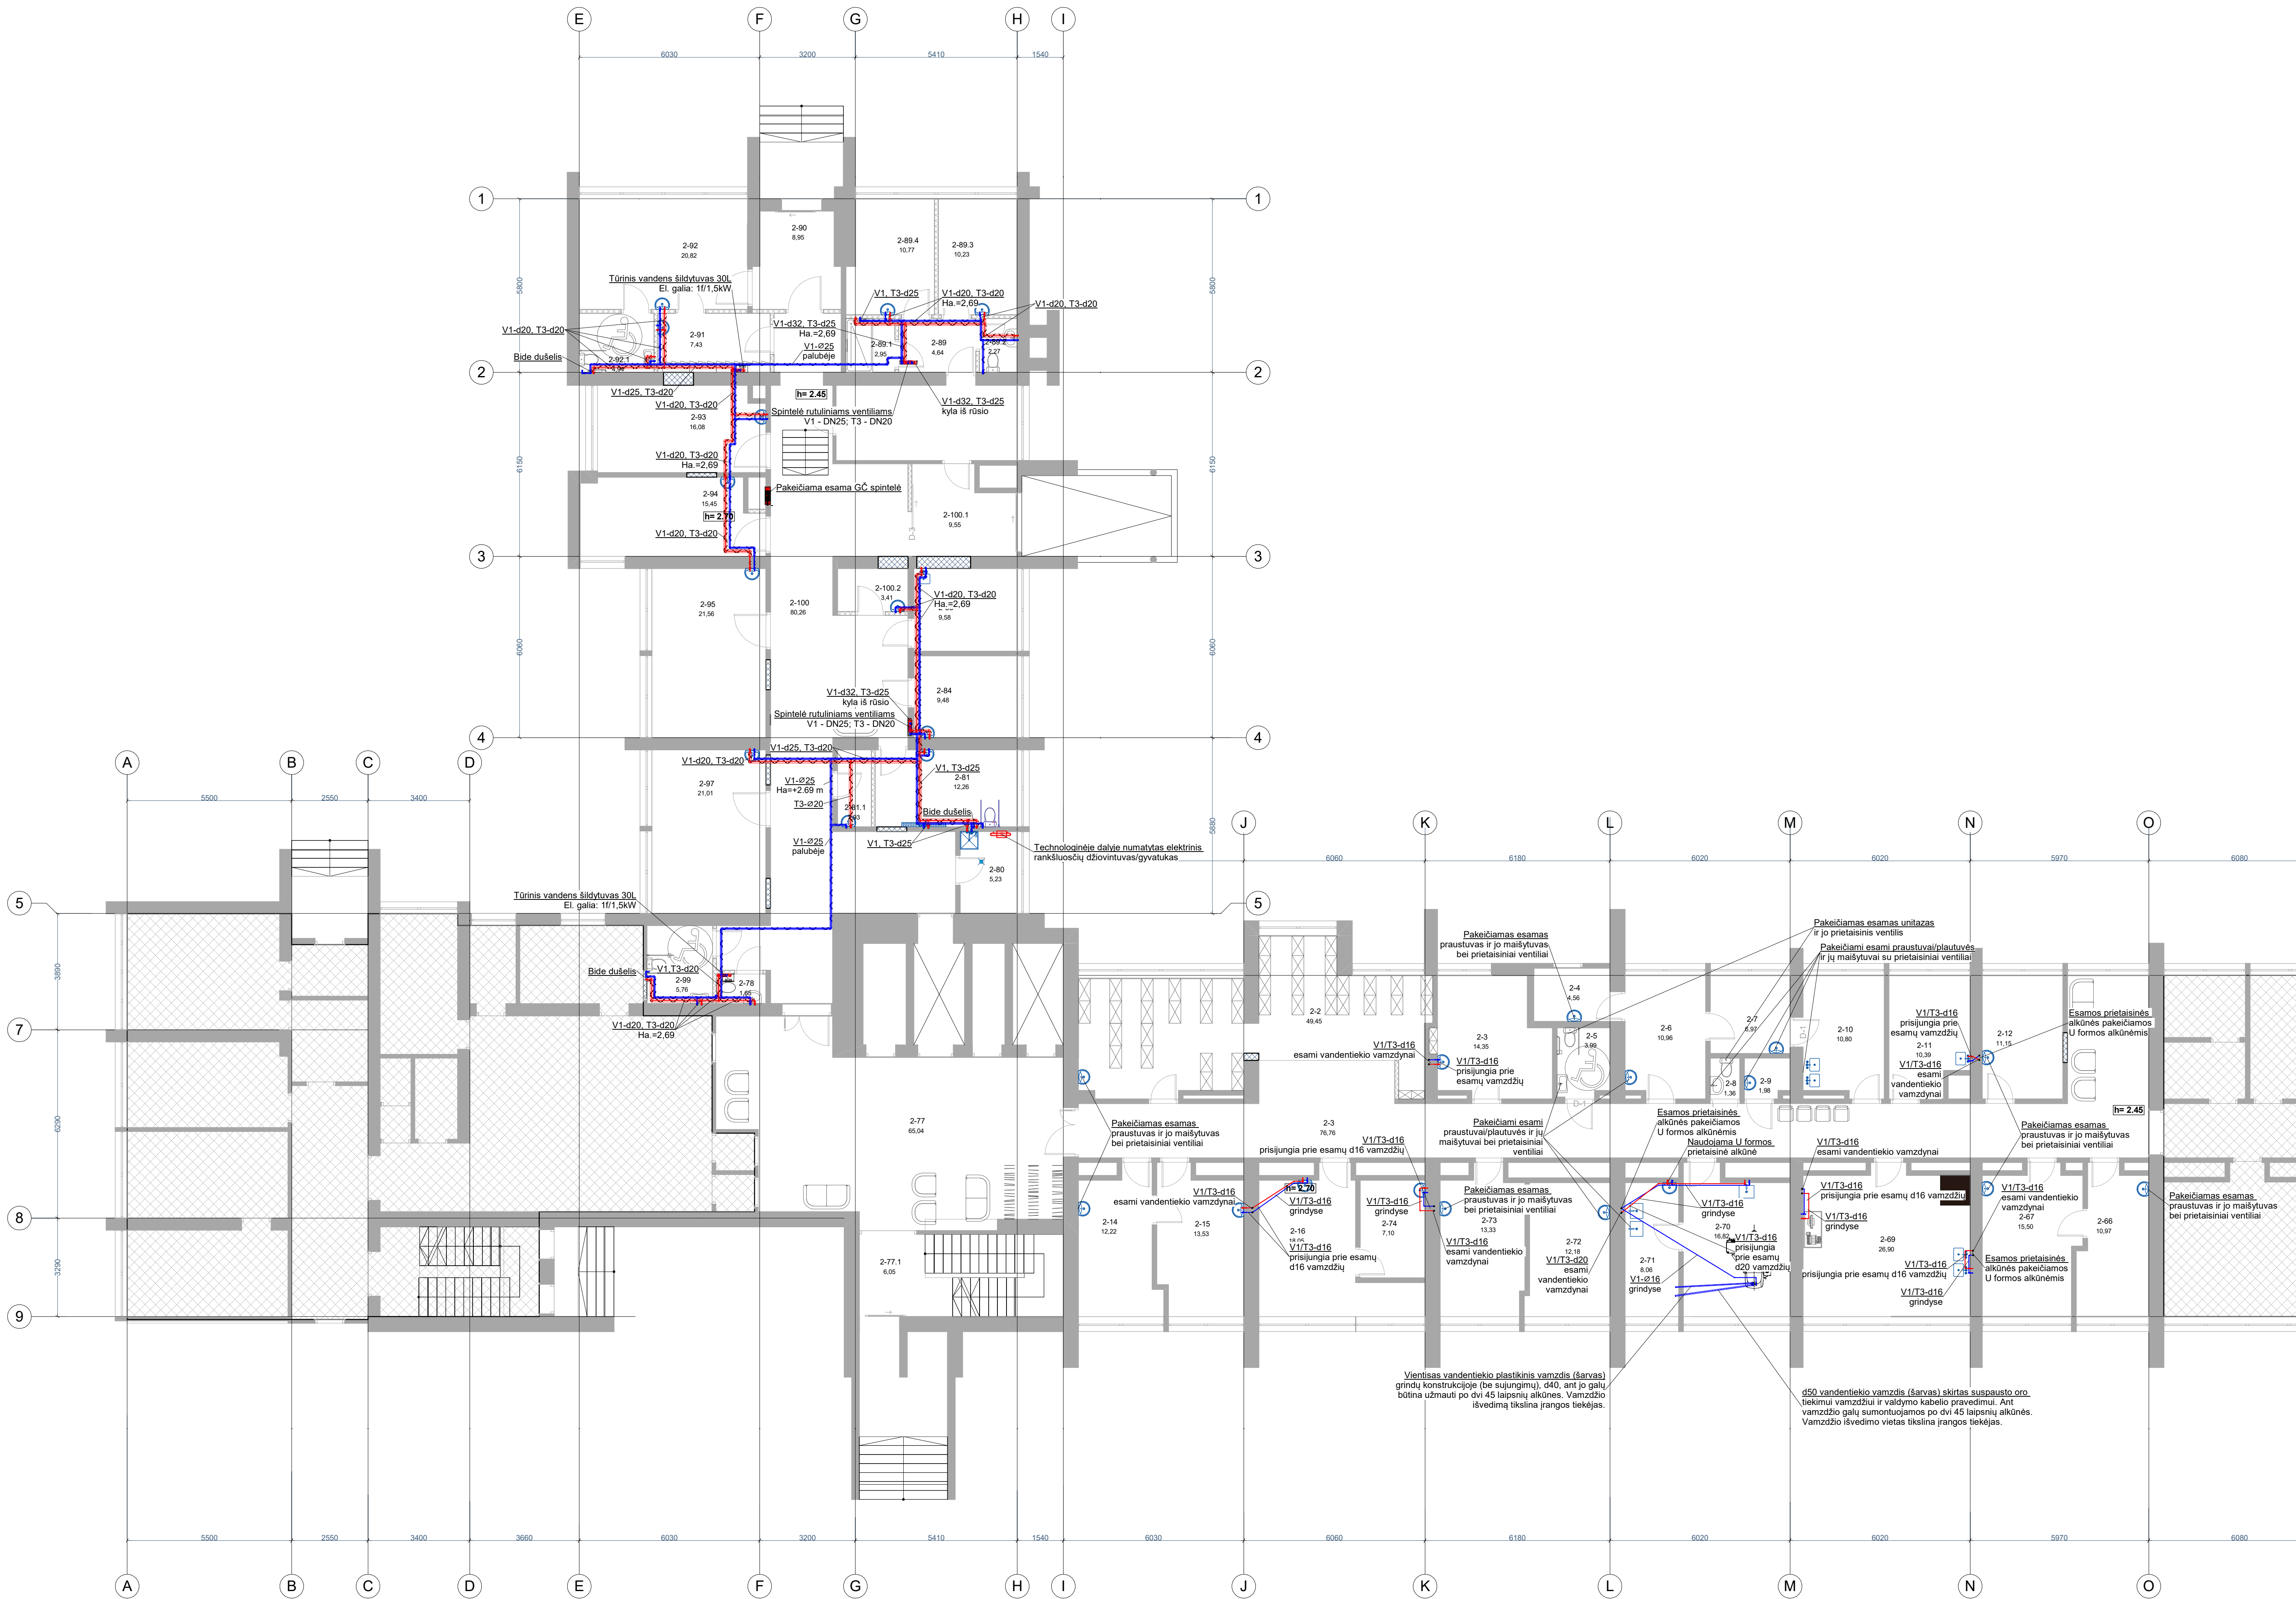 E
F
G
H
I
6030
3200
5410
1540
1
1
2-90
8,95
2-92
20,82
2-89.4
10,77
2-89.3
10,23
Tūrinis vandens šildytuvas 30L
El. galia: 1f/1,5kW
5800
5800
V1, T3-d25
V1-d20, T3-d20
Ha.=2,69
V1-d20, T3-d20
V1-d20, T3-d20
V1-d32, T3-d25
Ha.=2,69
2-91
7,43
2-89.1
2,95
2-89
4,64
2-89.2
2,27
V1-Ø25
palubėje
Bide dušelis
2-92.1
2
2
V1-d25, T3-d20
h= 2.45
V1-d20, T3-d20
V1-d32, T3-d25
kyla iš rūsio
Spintelė rutuliniams ventiliams
V1 - DN25; T3 - DN20
2-93
16,08
V1-d20, T3-d20
Ha.=2,69
6150
6150
Pakeičiama esama GČ spintelė
2-94
15,45
h= 2.70
2-100.1
9,55
V1-d20, T3-d20
3
3
2-100.2
3,41
V1-d20, T3-d20
Ha.=2,69
9,58
2-95
21,56
2-100
80,26
6060
6060
V1-d32, T3-d25
kyla iš rūsio
2-84
9,48
Spintelė rutuliniams ventiliams
V1 - DN25; T3 - DN20
4
4
V1-d25, T3-d20
V1-d20, T3-d20
V1, T3-d25
2-81
12,26
2-97
21,01
V1-Ø25
Ha=+2.69 m
T3-Ø20
Bide dušelis
5880
V1-Ø25
palubėje
V1, T3-d25
Technologinėje dalyje numatytas elektrinis
rankšluosčių džiovintuvas/gyvatukas
2-80
5,23
A
B
C
D
5500
2550
3400
J
K
L
M
N
O
6060
6180
6020
6020
5970
6080
5
5
Tūrinis vandens šildytuvas 30L
El. galia: 1f/1,5kW
Bide dušelis
V1,T3-d20
2-99
5,76
2-78
1,65
V1-d20, T3-d20
Ha.=2,69
3890
7
Pakeičiamas esamas
praustuvas ir jo maišytuvas
bei prietaisiniai ventiliai
Pakeičiamas esamas unitazas
ir jo prietaisinis ventilis
Pakeičiami esami praustuvai/plautuvės
ir jų maišytuvai su prietaisiniai ventiliai
2-2
49,45
2-4
4,56
2-3
14,35
2-5
3,99
2-6
10,96
2-7
6,97
D-1
2-10
10,80
2-11
10,39
2-12
11,15
V1/T3-d16
prisijungia prie
esamų vamzdžių
Esamos prietaisinės
alkūnės pakeičiamos
U formos alkūnėmis
V1/T3-d16
esami vandentiekio vamzdynai
V1/T3-d16
prisijungia prie
esamų vamzdžių
V1/T3-d16
esami
vandentiekio
vamzdynai
2-8
1,36
2-9
1,98
D-1
h= 2.45
6290
2-77
65,04
Pakeičiamas esamas
praustuvas ir jo maišytuvas
bei prietaisiniai ventiliai
2-3
76,76
V1/T3-d16
prisijungia prie esamų d16 vamzdžių
Pakeičiami esami
praustuvai/plautuvės ir jų
maišytuvai bei prietaisiniai
ventiliai
Esamos prietaisinės
alkūnės pakeičiamos
U formos alkūnėmis
Naudojama U formos
prietaisinė alkūnė
V1/T3-d16
esami vandentiekio vamzdynai
Pakeičiamas esamas
praustuvas ir jo maišytuvas
bei prietaisiniai ventiliai
8
V1/T3-d16
esami vandentiekio vamzdynai
h= 2.70
V1/T3-d16
grindyse
V1/T3-d16
grindyse
Pakeičiamas esamas
praustuvas ir jo maišytuvas
bei prietaisiniai ventiliai
V1/T3-d16
grindyse
V1/T3-d16
prisijungia prie esamų d16 vamzdžių
V1/T3-d16
grindyse
V1/T3-d16
esami vandentiekio
vamzdynai
Pakeičiamas esamas
praustuvas ir jo maišytuvas
bei prietaisiniai ventiliai
2-14
12,22
2-15
13,53
2-16
18,05
V1/T3-d16
prisijungia prie esamų
d16 vamzdžių
2-74
7,10
2-73
13,33
V1/T3-d16
esami vandentiekio
vamzdynai
2-72
12,18
V1/T3-d20
esami
vandentiekio
vamzdynai
2-71
8,06
V1-Ø16
grindyse
2-70
16,82
V1/T3-d16
prisijungia
prie esamų
d20 vamzdžių
2-69
26,90
2-67
15,50
2-66
10,97
V1/T3-d16
prisijungia prie esamų d16 vamzdžių
V1/T3-d16
grindyse
Esamos prietaisinės
alkūnės pakeičiamos
U formos alkūnėmis
2-77.1
6,05
3290
9
Vientisas vandentiekio plastikinis vamzdis (šarvas)
grindų konstrukcijoje (be sujungimų), d40, ant jo galų
būtina užmauti po dvi 45 laipsnių alkūnes. Vamzdžio
išvedimą tikslina įrangos tiekėjas.
d50 vandentiekio vamzdis (šarvas) skirtas suspausto oro
tiekimui vamzdžiui ir valdymo kabelio pravedimui. Ant
vamzdžio galų sumontuojamos po dvi 45 laipsnių alkūnės.
Vamzdžio išvedimo vietas tikslina įrangos tiekėjas.
5500
2550
3400
3660
6030
3200
5410
1540
6030
6060
6180
6020
6020
5970
6080
A
B
C
D
E
F
G
H
I
J
K
L
M
N
O